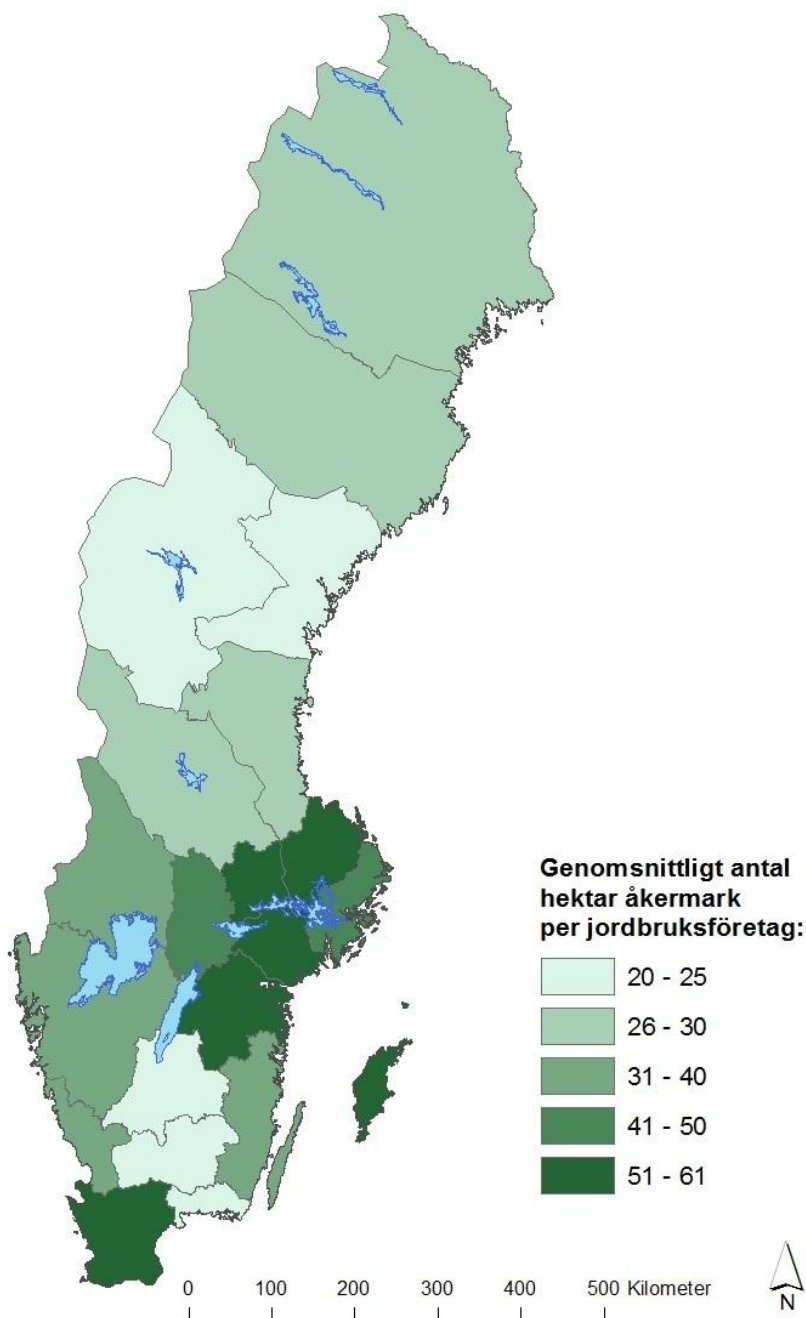 Genomsnittligt antal
hektar åkermark
per jordbruksföretag:
20 - 25
26 - 30
31 - 40
41 - 50
51 - 61
0 100 200 300 400 500 Kilometer
N